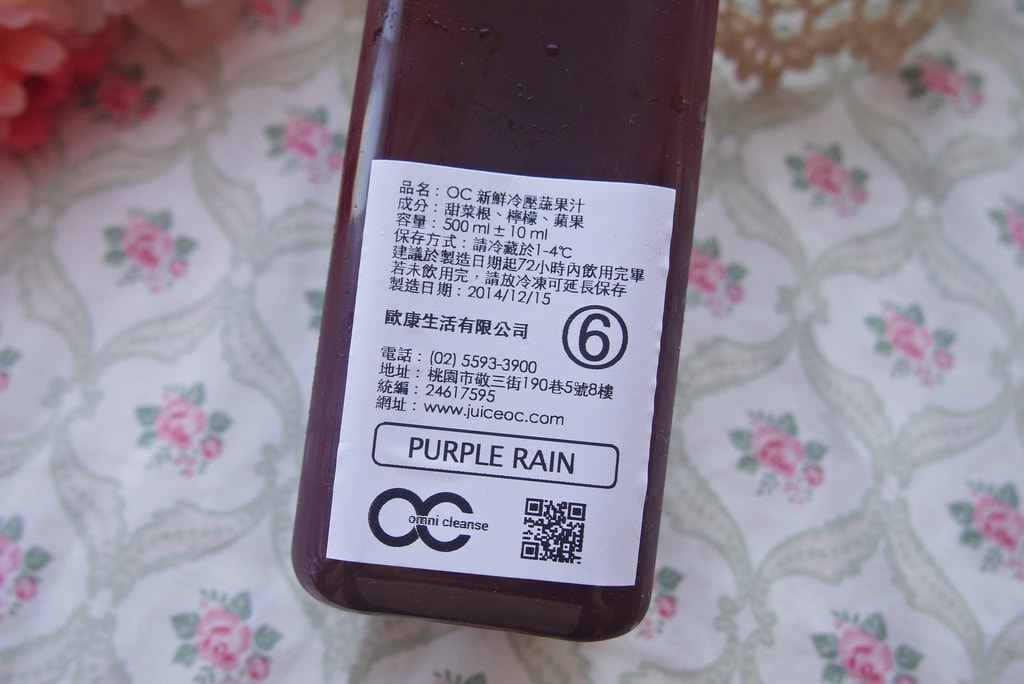 品名：OC 新鮮冷壓蔬果汁
成分：甜菜根、檸檬、蘋果
容量：500 ml ± 10 ml
保存方式：請冷藏於1-4℃
建議於製造日期起72小時內飲用完畢
若未飲用完，請放冷凍可延長保存
製造日期：2014/12/15
歐康生活有限公司
⑥
電話：(02) 5593-3900
地址：桃園市敬三街190巷5號8樓
統編：24617595
網址：www.juiceoc.com
PURPLE RAIN
OC
omni cleanse